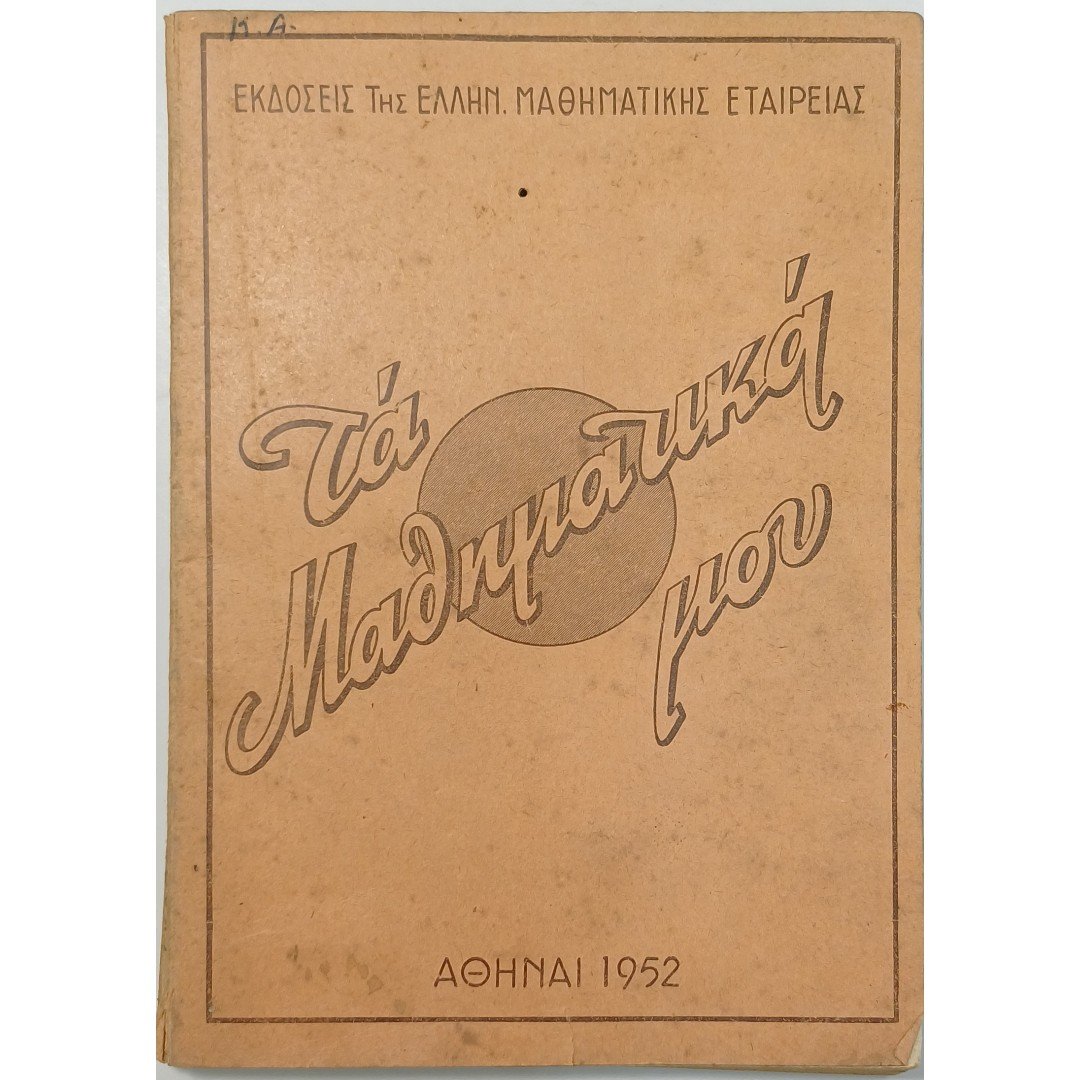 Κ.Α.
ΕΚΔΟΣΕΙΣ ΤΗΣ ΕΛΛΗΝ. ΜΑΘΗΜΑΤΙΚΗΣ ΕΤΑΙΡΕΙΑΣ
Τά
Μαθηματικά
μου
ΑΘΗΝΑΙ 1952